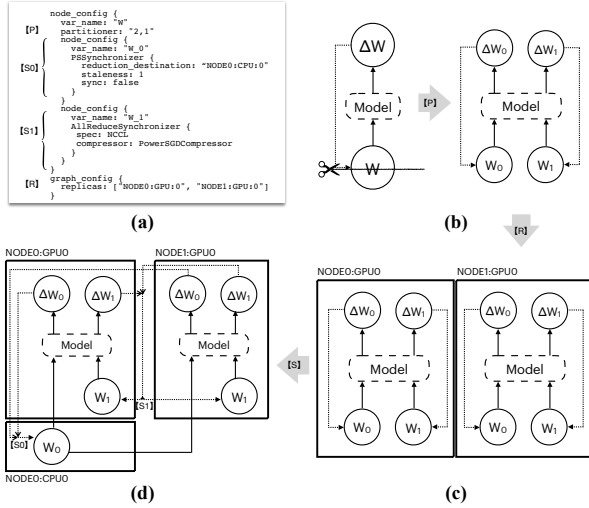 node_config {
var_name: "W"
【P】 partitioner: "2,1"
node_config {
var_name: "W_0"
PSSynchronizer {
【S0】 reduction_destination: “NODE0:CPU:0"
staleness: 1
sync: false
}
}
node_config {
var_name: "W_1"
AllReduceSynchronizer {
【S1】 spec: NCCL
compressor: PowerSGDCompressor
}
}
}
【R】 graph_config {
replicas: ["NODE0:GPU:0", "NODE1:GPU:0"]
}
(a)
ΔW
Model
W
【P】
ΔW0 ΔW1
Model
W0 W1
(b)
【R】
NODE0:GPU0 NODE1:GPU0
ΔW0 ΔW1 ΔW0 ΔW1
Model Model
W0 W1 W0 W1
(c)
【S】
NODE0:GPU0 NODE1:GPU0
ΔW0 ΔW1 ΔW0 ΔW1
Model Model
W1 W1
【S1】
【S0】 W0
NODE0:CPU0
(d)